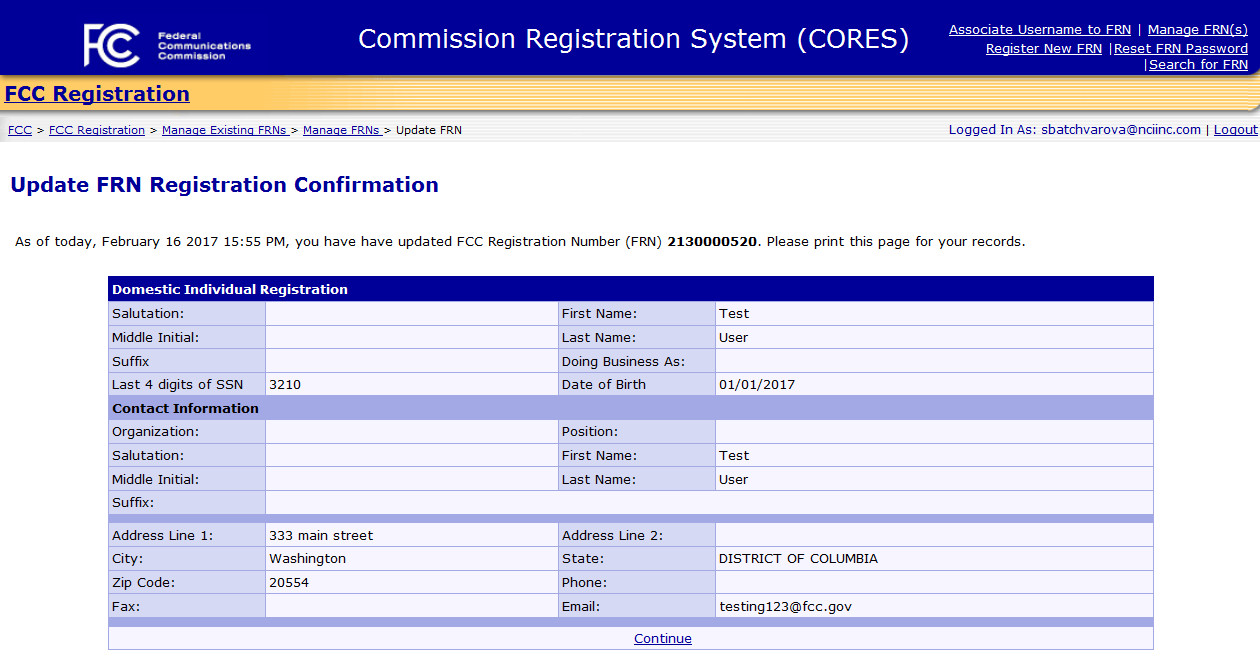 FCC Federal Communications Commission
Commission Registration System (CORES)
Associate Username to FRN | Manage FRN(s)
Register New FRN |Reset FRN Password
|Search for FRN
FCC Registration
FCC > FCC Registration > Manage Existing FRNs > Manage FRNs > Update FRN
Logged In As: sbatchvarova@nciinc.com | Logout
Update FRN Registration Confirmation
As of today, February 16 2017 15:55 PM, you have have updated FCC Registration Number (FRN) 2130000520. Please print this page for your records.
Domestic Individual Registration
Salutation: First Name: Test
Middle Initial: Last Name: User
Suffix Doing Business As:
Last 4 digits of SSN 3210 Date of Birth 01/01/2017
Contact Information
Organization: Position:
Salutation: First Name: Test
Middle Initial: Last Name: User
Suffix:
Address Line 1: 333 main street Address Line 2:
City: Washington State: DISTRICT OF COLUMBIA
Zip Code: 20554 Phone:
Fax: Email: testing123@fcc.gov
Continue